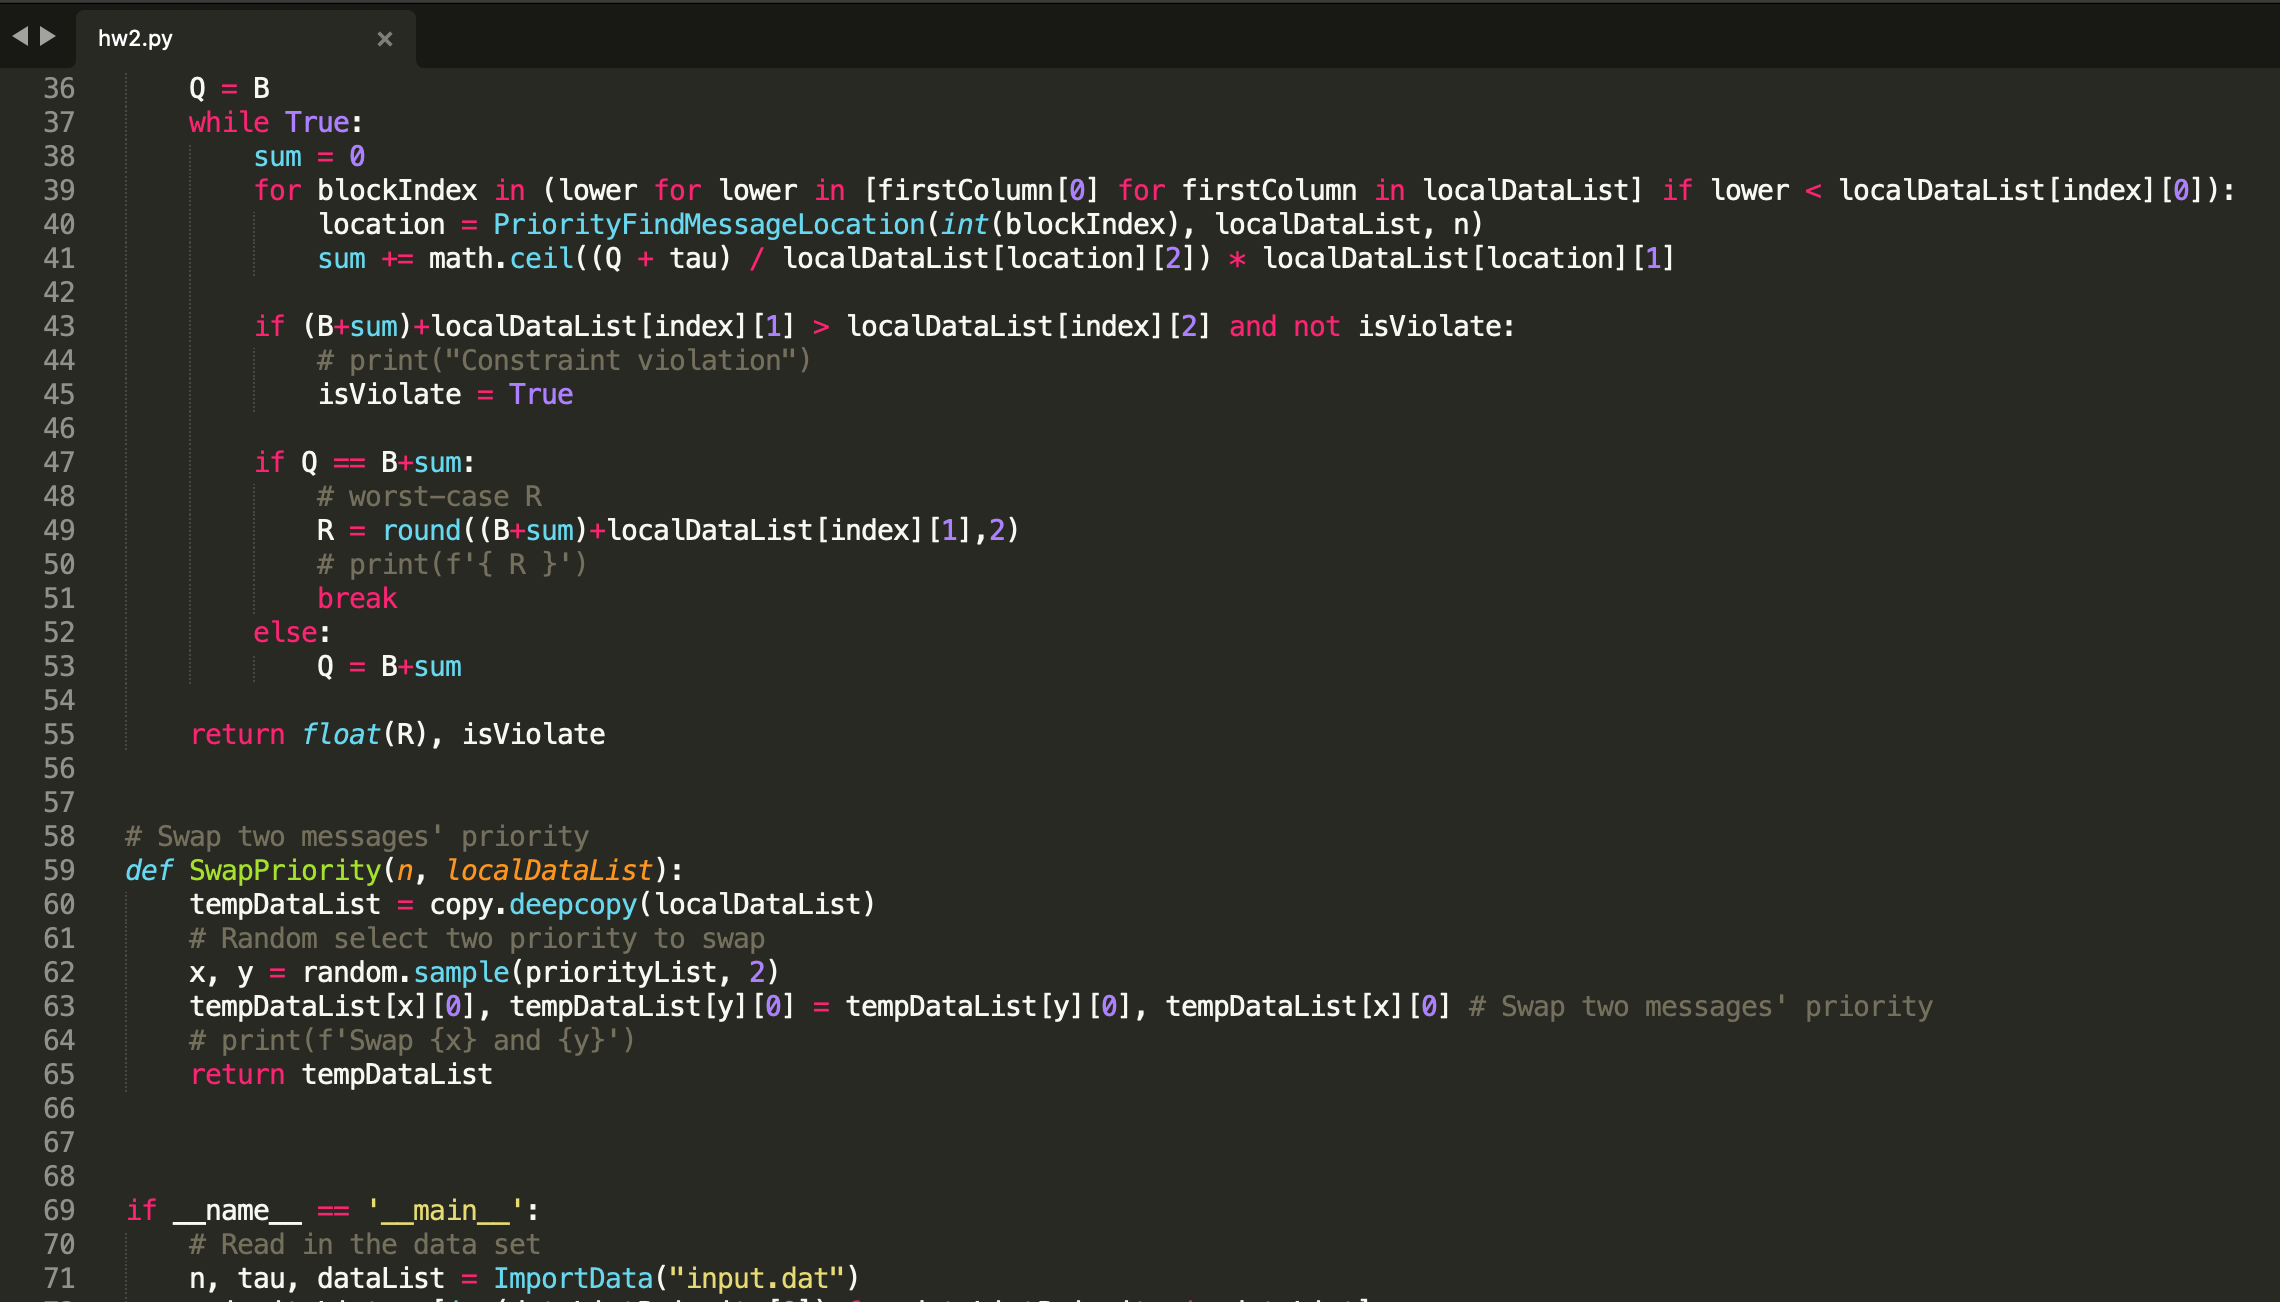 hw2.py ×
36 Q = B
37 while True:
38 sum = 0
39 for blockIndex in (lower for lower in [firstColumn[0] for firstColumn in localDataList] if lower < localDataList[index][0]):
40 location = PriorityFindMessageLocation(int(blockIndex), localDataList, n)
41 sum += math.ceil((Q + tau) / localDataList[location][2]) * localDataList[location][1]
42
43 if (B+sum)+localDataList[index][1] > localDataList[index][2] and not isViolate:
44 # print("Constraint violation")
45 isViolate = True
46
47 if Q == B+sum:
48 # worst-case R
49 R = round((B+sum)+localDataList[index][1],2)
50 # print(f'{ R }')
51 break
52 else:
53 Q = B+sum
54
55 return float(R), isViolate
56
57
58 # Swap two messages' priority
59 def SwapPriority(n, localDataList):
60 tempDataList = copy.deepcopy(localDataList)
61 # Random select two priority to swap
62 x, y = random.sample(priorityList, 2)
63 tempDataList[x][0], tempDataList[y][0] = tempDataList[y][0], tempDataList[x][0] # Swap two messages' priority
64 # print(f'Swap {x} and {y}')
65 return tempDataList
66
67
68
69 if __name__ == '__main__':
70 # Read in the data set
71 n, tau, dataList = ImportData("input.dat")